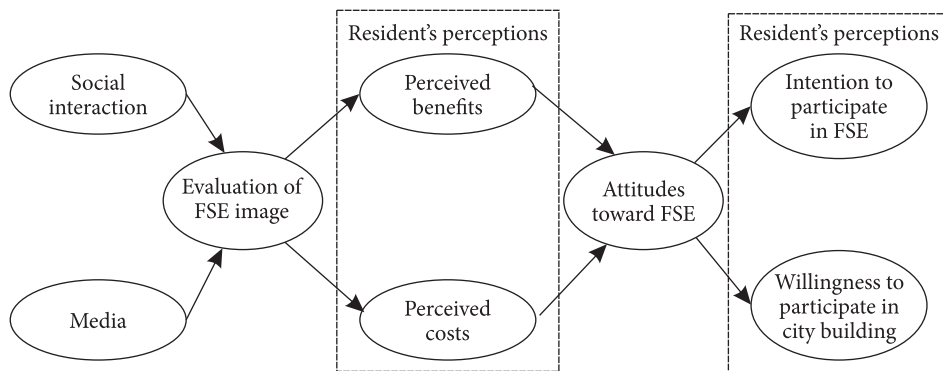 Resident's perceptions
Resident's perceptions
Social
interaction
Perceived
benefits
Intention to
participate
in FSE
Evaluation of
FSE image
Attitudes
toward FSE
Media
Perceived
costs
Willingness to
participate in
city building